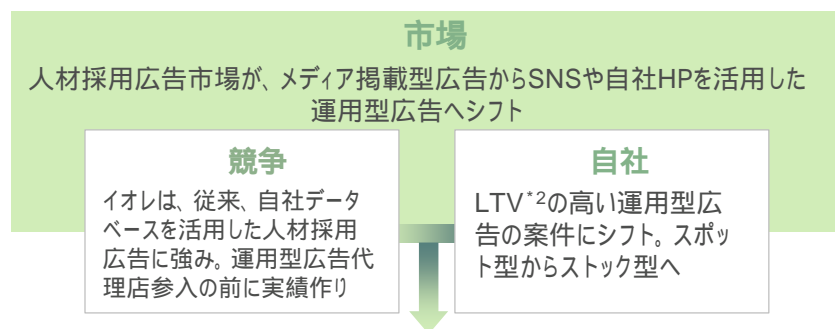 市場
人材採用広告市場が、メディア掲載型広告からSNSや自社HPを活用した
運用型広告へシフト
競争
イオレは、従来、自社データ
ベースを活用した人材採用
広告に強み。運用型広告代
理店参入の前に実績作り
自社
LTV*2の高い運用型広
告の案件にシフト。スポッ
ト型からストック型へ